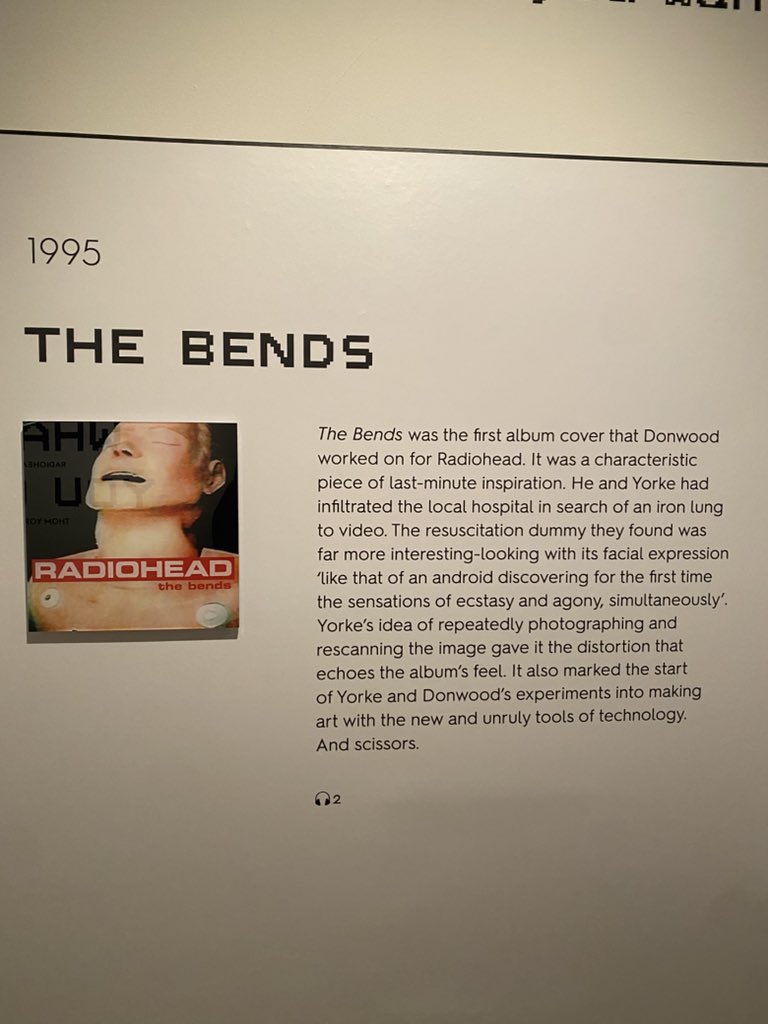 1995
THE BENDS
RADIOHEAD
the bends
The Bends was the first album cover that Donwood
worked on for Radiohead. It was a characteristic
piece of last-minute inspiration. He and Yorke had
infiltrated the local hospital in search of an iron lung
to video. The resuscitation dummy they found was
far more interesting-looking with its facial expression
‘like that of an android discovering for the first time
the sensations of ecstasy and agony, simultaneously’.
Yorke’s idea of repeatedly photographing and
rescanning the image gave it the distortion that
echoes the album’s feel. It also marked the start
of Yorke and Donwood’s experiments into making
art with the new and unruly tools of technology.
And scissors.
2